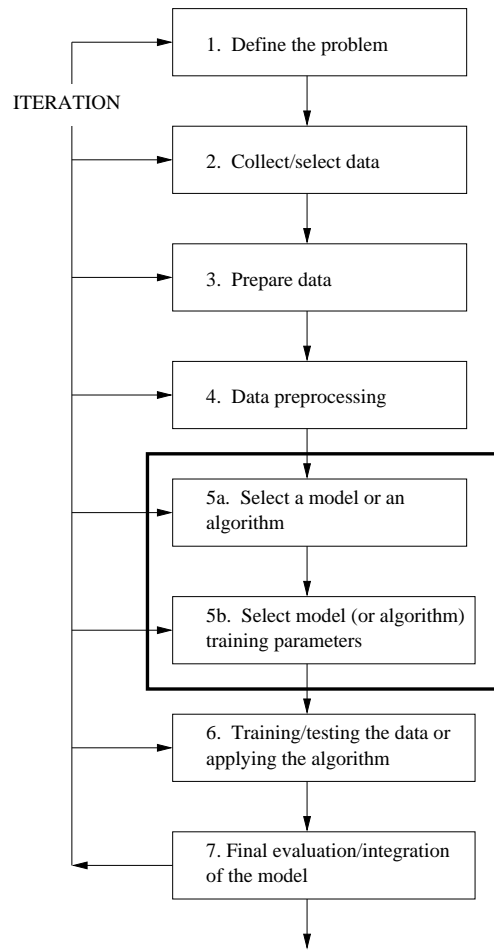 1. Define the problem
ITERATION
2. Collect/select data
3. Prepare data
4. Data preprocessing
5a. Select a model or an
algorithm
5b. Select model (or algorithm)
training parameters
6. Training/testing the data or
applying the algorithm
7. Final evaluation/integration
of the model